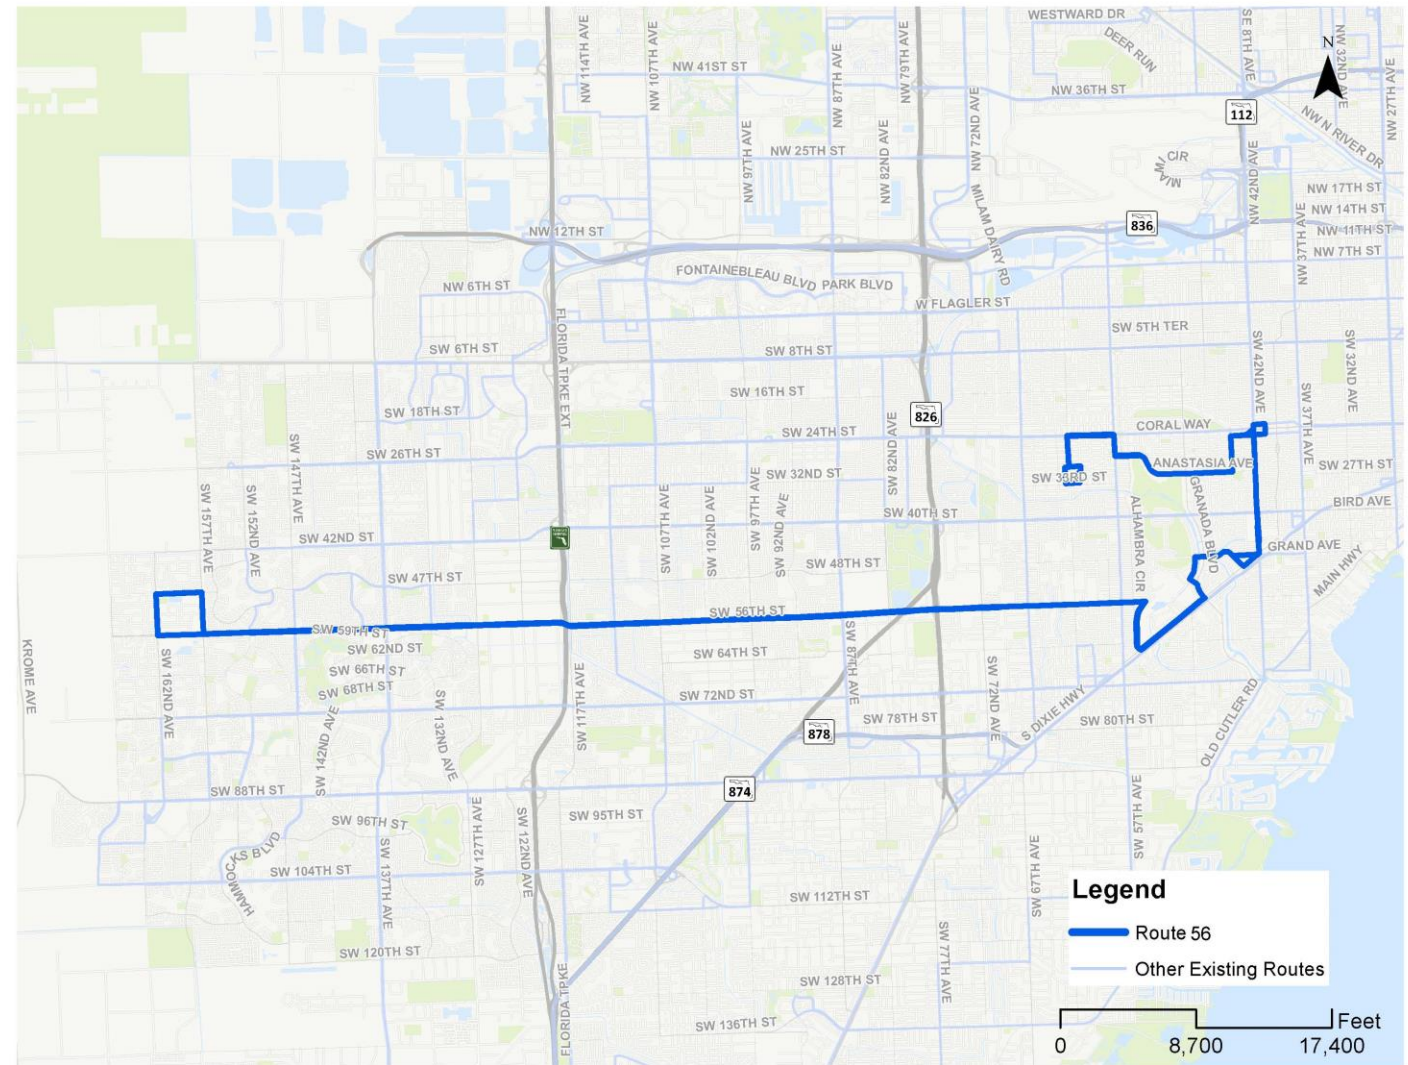 WESTWARD DR
DEER RUN
SE 8TH AVE
NW 32ND AVE
NW 27TH AVE
N
NW 114TH AVE
NW 107TH AVE
NW 41ST ST
NW 87TH AVE
NW 79TH AVE
NW 36TH ST
112
NW N RIVER DR
NW 97TH AVE
NW 25TH ST
NW 82ND AVE
NW 72ND AVE
MIAMI CIR
NW 42ND AVE
NW 17TH ST
NW 14TH ST
NW 11TH ST
NW 7TH ST
NW 37TH AVE
836
MILAM DAIRY RD
NW 12TH ST
FONTAINEBLEAU BLVD
PARK BLVD
NW 6TH ST
W FLAGLER ST
FLORIDA TPKE EXT
SW 5TH TER
SW 6TH ST
SW 8TH ST
SW 42ND AVE
SW 32ND AVE
SW 16TH ST
SW 37TH AVE
SW 18TH ST
826
SW 24TH ST
CORAL WAY
SW 82ND AVE
SW 147TH AVE
SW 26TH ST
SW 32ND ST
SW 33RD ST
ANASTASIA AVE
SW 27TH ST
SW 157TH AVE
SW 152ND AVE
SW 107TH AVE
SW 102ND AVE
SW 97TH AVE
SW 92ND AVE
SW 40TH ST
ALHAMBRA CIR
GRANADA BLVD
BIRD AVE
SW 42ND ST
GRAND AVE
MAIN HWY
SW 47TH ST
SW 48TH ST
SW 56TH ST
SW 59TH ST
SW 62ND ST
SW 64TH ST
SW 87TH AVE
KROME AVE
SW 162ND AVE
SW 66TH ST
SW 68TH ST
SW 142ND AVE
SW 132ND AVE
SW 117TH AVE
SW 72ND ST
SW 72ND AVE
SW 78TH ST
S DIXIE HWY
SW 80TH ST
OLD CUTLER RD
878
874
SW 88TH ST
SW 96TH ST
SW 127TH AVE
SW 122ND AVE
SW 95TH ST
SW 57TH AVE
HAMMOCKS BLVD
SW 104TH ST
SW 137TH AVE
SW 112TH ST
SW 67TH AVE
SW 120TH ST
FLORIDA TPKE
SW 128TH ST
SW 77TH AVE
SW 136TH ST
Legend
Route 56
Other Existing Routes
Feet
0 8,700 17,400